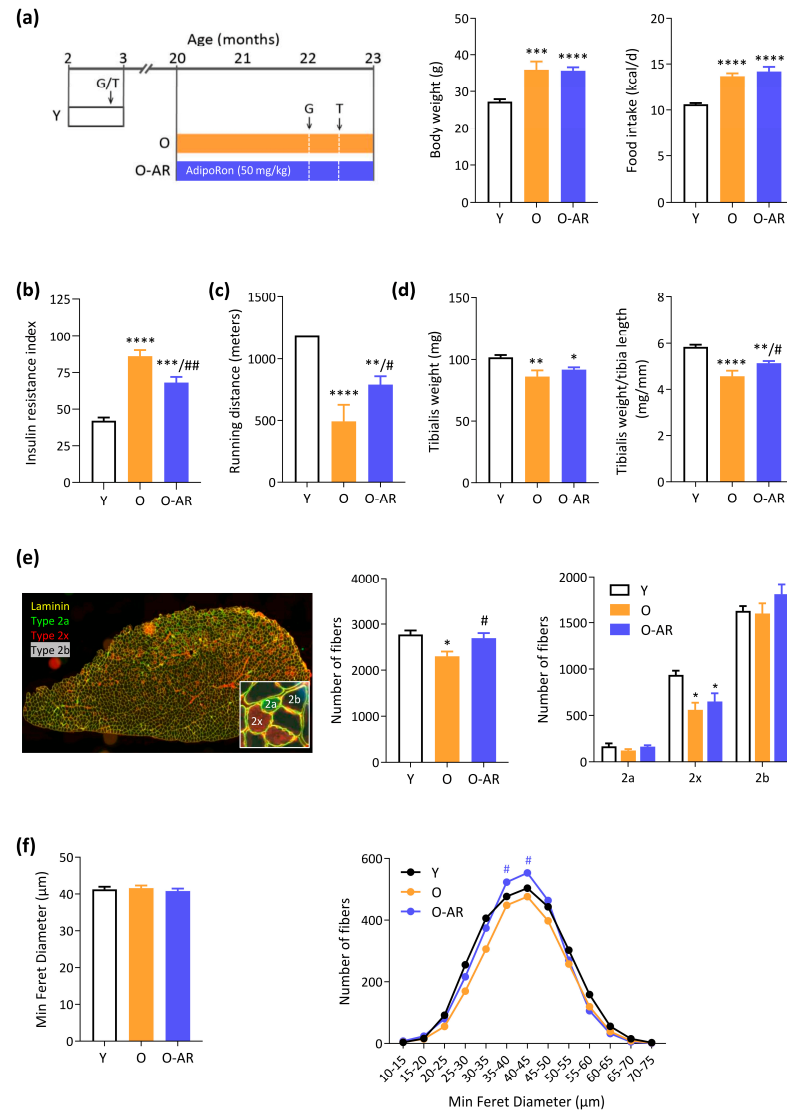 (a)
Age (months)
2 3 20 21 22 23
G/T
G T
Y
O
O-AR
AdipoRon (50 mg/kg)
Body weight (g)
50
40
30
20
10
0
***
****
Y O O-AR
Food intake (kcal/d)
20
15
10
5
0
****
****
Y O O-AR
(b)
Insulin resistance index
125
100
75
50
25
0
****
***/##
Y O O-AR
(c)
Running distance (meters)
1500
1000
500
0
****
**/#
Y O O-AR
(d)
Tibialis weight (mg)
150
100
50
0
**
*
Y O O-AR
Tibialis weight/tibia length
(mg/mm)
8
6
4
2
0
****
**/#
Y O O-AR
(e)
Laminin
Type 2a
Type 2x
Type 2b
2a
2b
2x
Number of fibers
4000
3000
2000
1000
0
*
#
Y O O-AR
Number of fibers
2000
1500
1000
500
0
Y
O
O-AR
*
*
2a 2x 2b
(f)
Min Feret Diameter (µm)
50
40
30
20
10
0
Y O O-AR
Number of fibers
600
400
200
0
Y
O
O-AR
# #
10-15 15-20 20-25 25-30 30-35 35-40 40-45 45-50 50-55 55-60 60-65 65-70 70-75
Min Feret Diameter (µm)